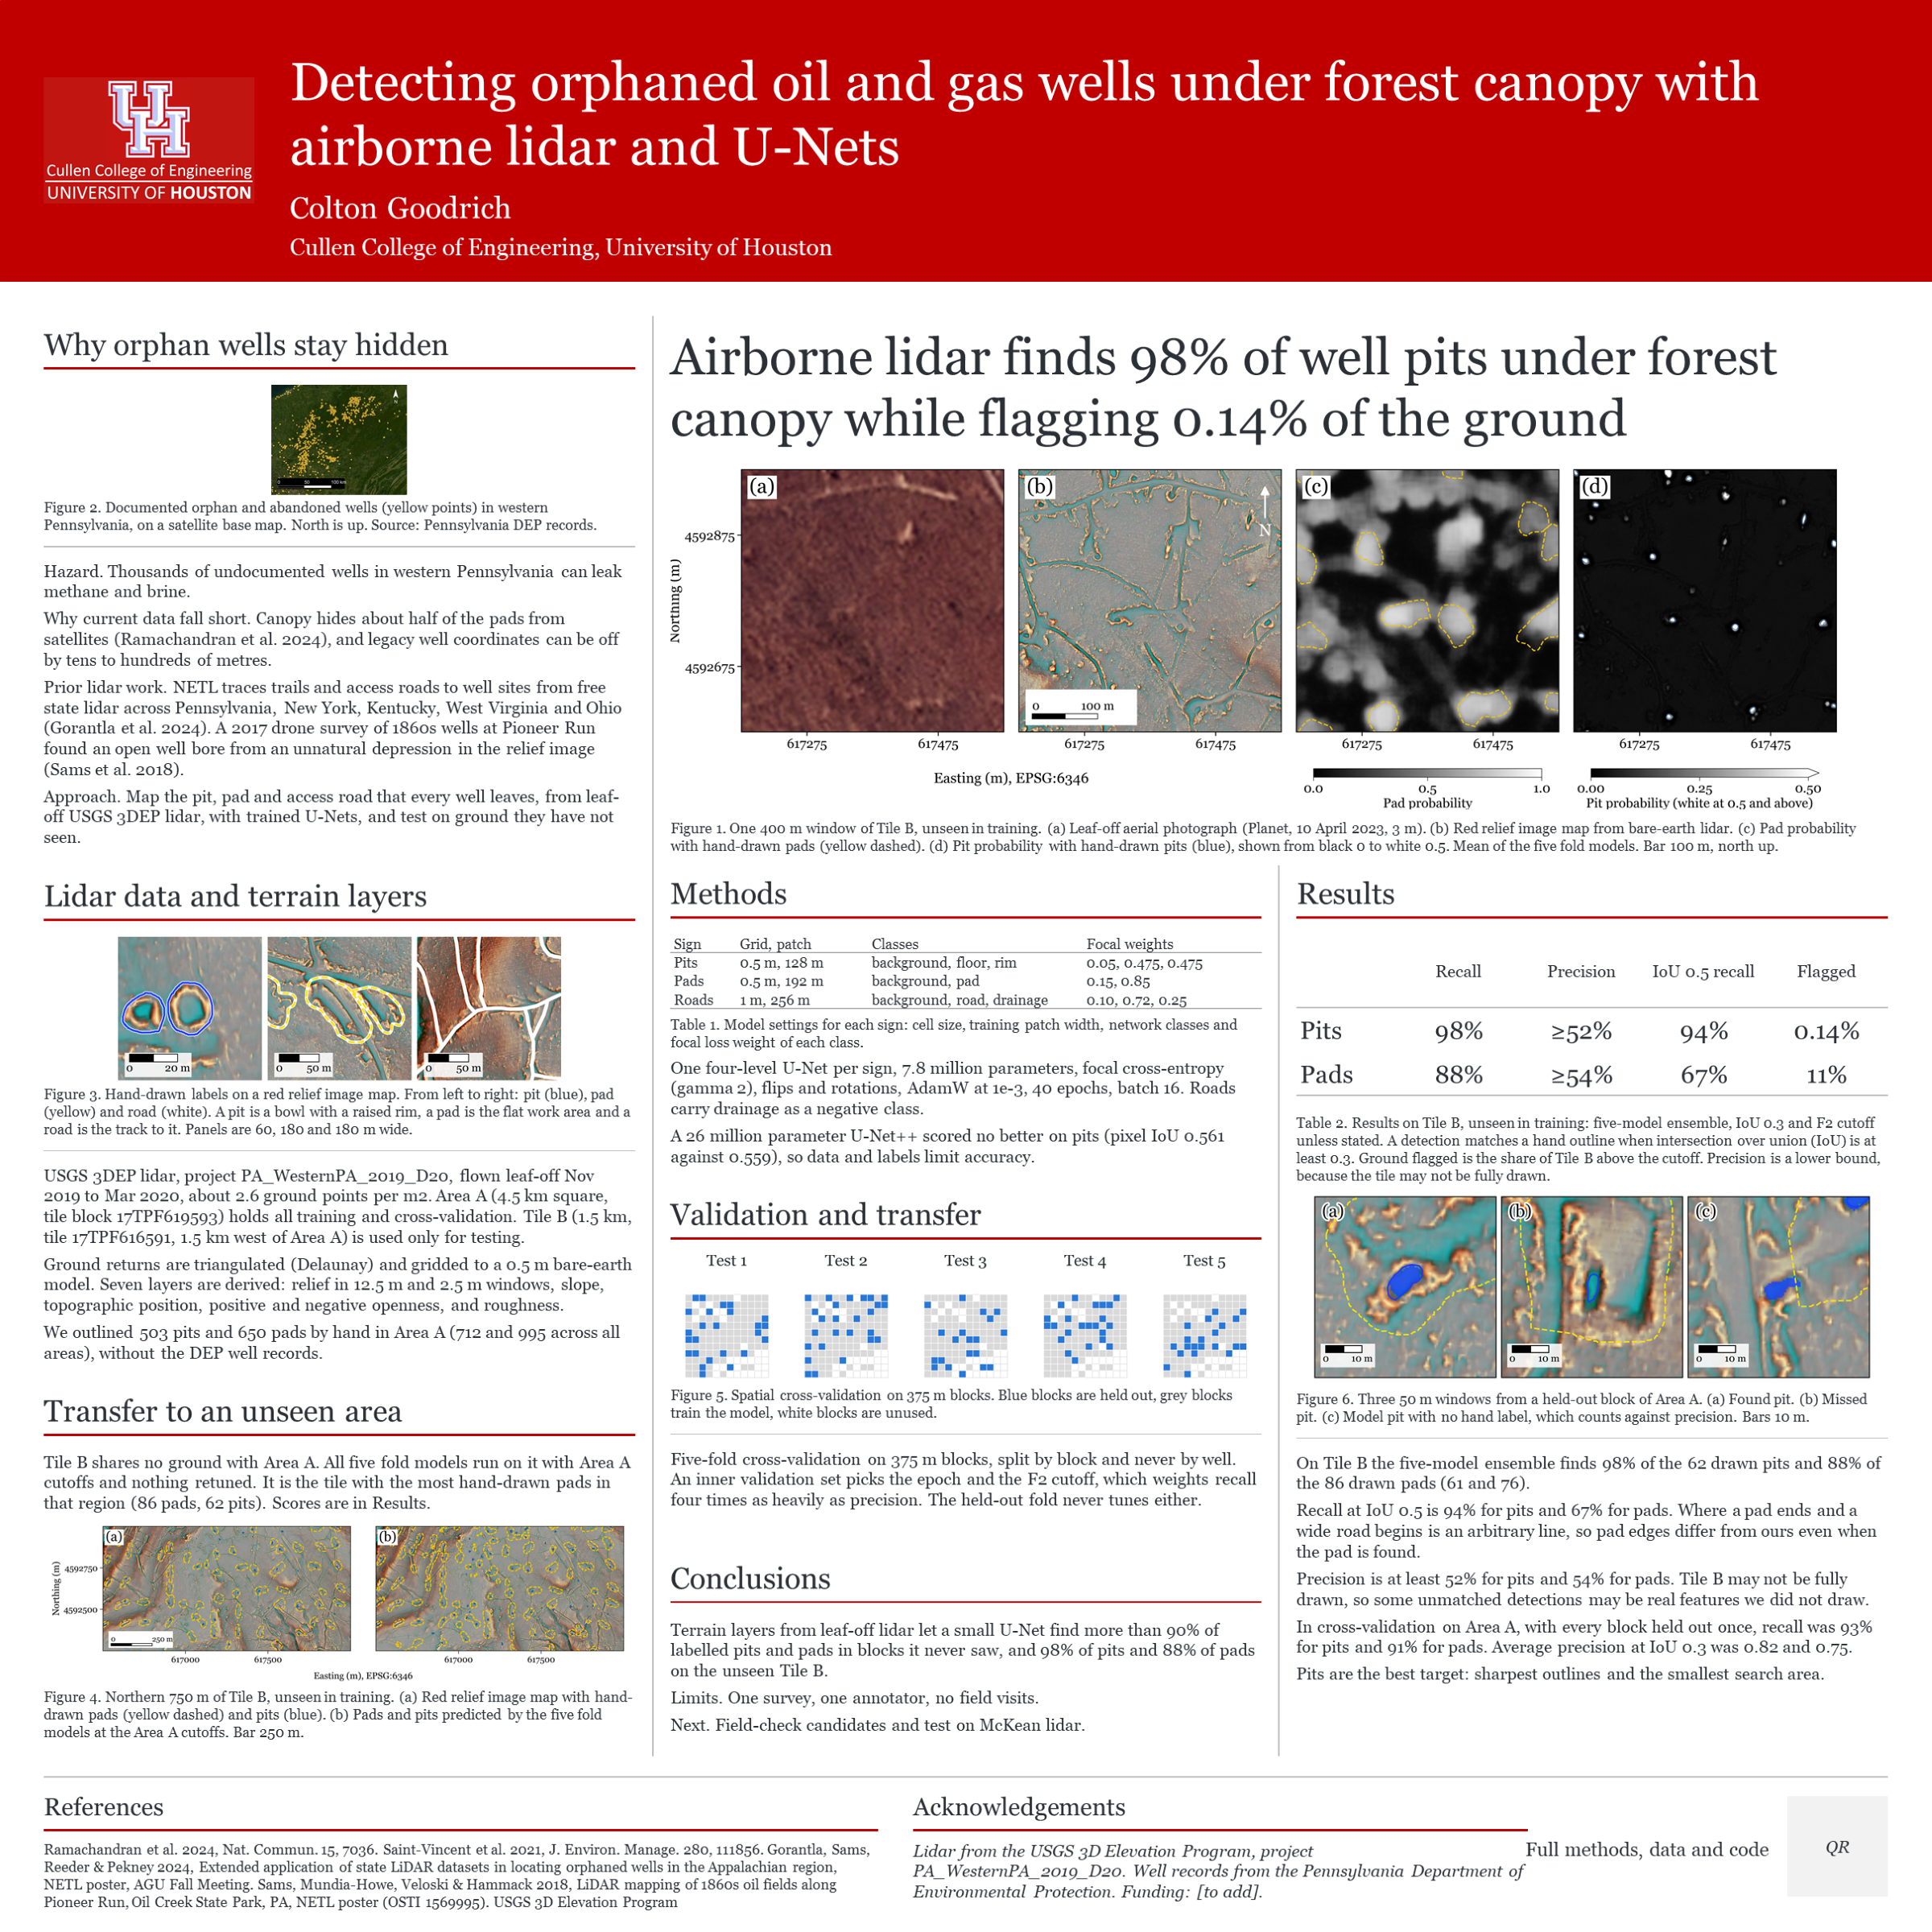 Cullen College of Engineering
UNIVERSITY OF HOUSTON
Detecting orphaned oil and gas wells under forest canopy with
airborne lidar and U-Nets
Colton Goodrich
Cullen College of Engineering, University of Houston
Why orphan wells stay hidden
N
0 50 100 km
Figure 2. Documented orphan and abandoned wells (yellow points) in western
Pennsylvania, on a satellite base map. North is up. Source: Pennsylvania DEP records.
Hazard. Thousands of undocumented wells in western Pennsylvania can leak
methane and brine.
Why current data fall short. Canopy hides about half of the pads from
satellites (Ramachandran et al. 2024), and legacy well coordinates can be off
by tens to hundreds of metres.
Prior lidar work. NETL traces trails and access roads to well sites from free
state lidar across Pennsylvania, New York, Kentucky, West Virginia and Ohio
(Gorantla et al. 2024). A 2017 drone survey of 1860s wells at Pioneer Run
found an open well bore from an unnatural depression in the relief image
(Sams et al. 2018).
Approach. Map the pit, pad and access road that every well leaves, from leaf-
off USGS 3DEP lidar, with trained U-Nets, and test on ground they have not
seen.
Lidar data and terrain layers
0 20 m
0 50 m
0 50 m
Figure 3. Hand-drawn labels on a red relief image map. From left to right: pit (blue), pad
(yellow) and road (white). A pit is a bowl with a raised rim, a pad is the flat work area and a
road is the track to it. Panels are 60, 180 and 180 m wide.
USGS 3DEP lidar, project PA_WesternPA_2019_D20, flown leaf-off Nov
2019 to Mar 2020, about 2.6 ground points per m2. Area A (4.5 km square,
tile block 17TPF619593) holds all training and cross-validation. Tile B (1.5 km,
tile 17TPF616591, 1.5 km west of Area A) is used only for testing.
Ground returns are triangulated (Delaunay) and gridded to a 0.5 m bare-earth
model. Seven layers are derived: relief in 12.5 m and 2.5 m windows, slope,
topographic position, positive and negative openness, and roughness.
We outlined 503 pits and 650 pads by hand in Area A (712 and 995 across all
areas), without the DEP well records.
Transfer to an unseen area
Tile B shares no ground with Area A. All five fold models run on it with Area A
cutoffs and nothing retuned. It is the tile with the most hand-drawn pads in
that region (86 pads, 62 pits). Scores are in Results.
(a) (b)
Northing (m)
4592750
4592500
0 250 m
617000 617500 617000 617500
Easting (m), EPSG:6346
Figure 4. Northern 750 m of Tile B, unseen in training. (a) Red relief image map with hand-
drawn pads (yellow dashed) and pits (blue). (b) Pads and pits predicted by the five fold
models at the Area A cutoffs. Bar 250 m.
Airborne lidar finds 98% of well pits under forest
canopy while flagging 0.14% of the ground
(a) (b) (c) (d)
N
Northing (m)
4592875
4592675
0 100 m
617275 617475 617275 617475 617275 617475 617275 617475
Easting (m), EPSG:6346
0.0 0.5 1.0
Pad probability
0.00 0.25 0.50
Pit probability (white at 0.5 and above)
Figure 1. One 400 m window of Tile B, unseen in training. (a) Leaf-off aerial photograph (Planet, 10 April 2023, 3 m). (b) Red relief image map from bare-earth lidar. (c) Pad probability
with hand-drawn pads (yellow dashed). (d) Pit probability with hand-drawn pits (blue), shown from black 0 to white 0.5. Mean of the five fold models. Bar 100 m, north up.
Methods
Sign Grid, patch Classes Focal weights
Pits 0.5 m, 128 m background, floor, rim 0.05, 0.475, 0.475
Pads 0.5 m, 192 m background, pad 0.15, 0.85
Roads 1 m, 256 m background, road, drainage 0.10, 0.72, 0.25
Table 1. Model settings for each sign: cell size, training patch width, network classes and
focal loss weight of each class.
One four-level U-Net per sign, 7.8 million parameters, focal cross-entropy
(gamma 2), flips and rotations, AdamW at 1e-3, 40 epochs, batch 16. Roads
carry drainage as a negative class.
A 26 million parameter U-Net++ scored no better on pits (pixel IoU 0.561
against 0.559), so data and labels limit accuracy.
Validation and transfer
Test 1 Test 2 Test 3 Test 4 Test 5
Figure 5. Spatial cross-validation on 375 m blocks. Blue blocks are held out, grey blocks
train the model, white blocks are unused.
Five-fold cross-validation on 375 m blocks, split by block and never by well.
An inner validation set picks the epoch and the F2 cutoff, which weights recall
four times as heavily as precision. The held-out fold never tunes either.
Conclusions
Terrain layers from leaf-off lidar let a small U-Net find more than 90% of
labelled pits and pads in blocks it never saw, and 98% of pits and 88% of pads
on the unseen Tile B.
Limits. One survey, one annotator, no field visits.
Next. Field-check candidates and test on McKean lidar.
Results
Recall Precision IoU 0.5 recall Flagged
Pits 98% ≥52% 94% 0.14%
Pads 88% ≥54% 67% 11%
Table 2. Results on Tile B, unseen in training: five-model ensemble, IoU 0.3 and F2 cutoff
unless stated. A detection matches a hand outline when intersection over union (IoU) is at
least 0.3. Ground flagged is the share of Tile B above the cutoff. Precision is a lower bound,
because the tile may not be fully drawn.
(a) (b) (c)
0 10 m
0 10 m
0 10 m
Figure 6. Three 50 m windows from a held-out block of Area A. (a) Found pit. (b) Missed
pit. (c) Model pit with no hand label, which counts against precision. Bars 10 m.
On Tile B the five-model ensemble finds 98% of the 62 drawn pits and 88% of
the 86 drawn pads (61 and 76).
Recall at IoU 0.5 is 94% for pits and 67% for pads. Where a pad ends and a
wide road begins is an arbitrary line, so pad edges differ from ours even when
the pad is found.
Precision is at least 52% for pits and 54% for pads. Tile B may not be fully
drawn, so some unmatched detections may be real features we did not draw.
In cross-validation on Area A, with every block held out once, recall was 93%
for pits and 91% for pads. Average precision at IoU 0.3 was 0.82 and 0.75.
Pits are the best target: sharpest outlines and the smallest search area.
References
Ramachandran et al. 2024, Nat. Commun. 15, 7036. Saint-Vincent et al. 2021, J. Environ. Manage. 280, 111856. Gorantla, Sams,
Reeder & Pekney 2024, Extended application of state LiDAR datasets in locating orphaned wells in the Appalachian region,
NETL poster, AGU Fall Meeting. Sams, Mundia-Howe, Veloski & Hammack 2018, LiDAR mapping of 1860s oil fields along
Pioneer Run, Oil Creek State Park, PA, NETL poster (OSTI 1569995). USGS 3D Elevation Program
Acknowledgements
Lidar from the USGS 3D Elevation Program, project
PA_WesternPA_2019_D20. Well records from the Pennsylvania Department of
Environmental Protection. Funding: [to add].
Full methods, data and code
QR